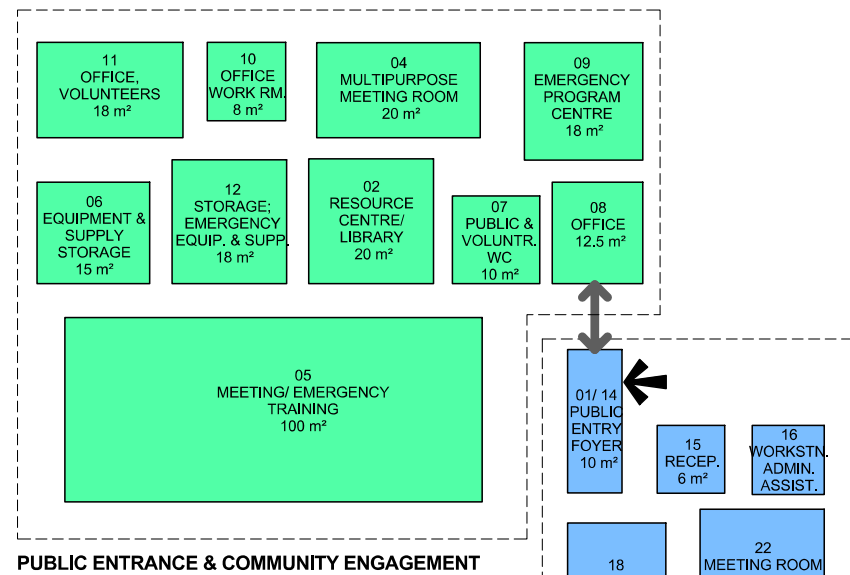 11
OFFICE,
VOLUNTEERS
18 m²
10
OFFICE
WORK RM.
8 m²
04
MULTIPURPOSE
MEETING ROOM
20 m²
09
EMERGENCY
PROGRAM
CENTRE
18 m²
06
EQUIPMENT &
SUPPLY
STORAGE
15 m²
12
STORAGE;
EMERGENCY
EQUIP. & SUPP.
18 m²
02
RESOURCE
CENTRE/
LIBRARY
20 m²
07
PUBLIC &
VOLUNTR.
WC
10 m²
08
OFFICE
12.5 m²
05
MEETING/ EMERGENCY
TRAINING
100 m²
01/ 14
PUBLIC
ENTRY
FOYER
10 m²
15
RECEP.
6 m²
16
WORKSTN.
ADMIN.
ASSIST.
18
22
MEETING ROOM
PUBLIC ENTRANCE & COMMUNITY ENGAGEMENT